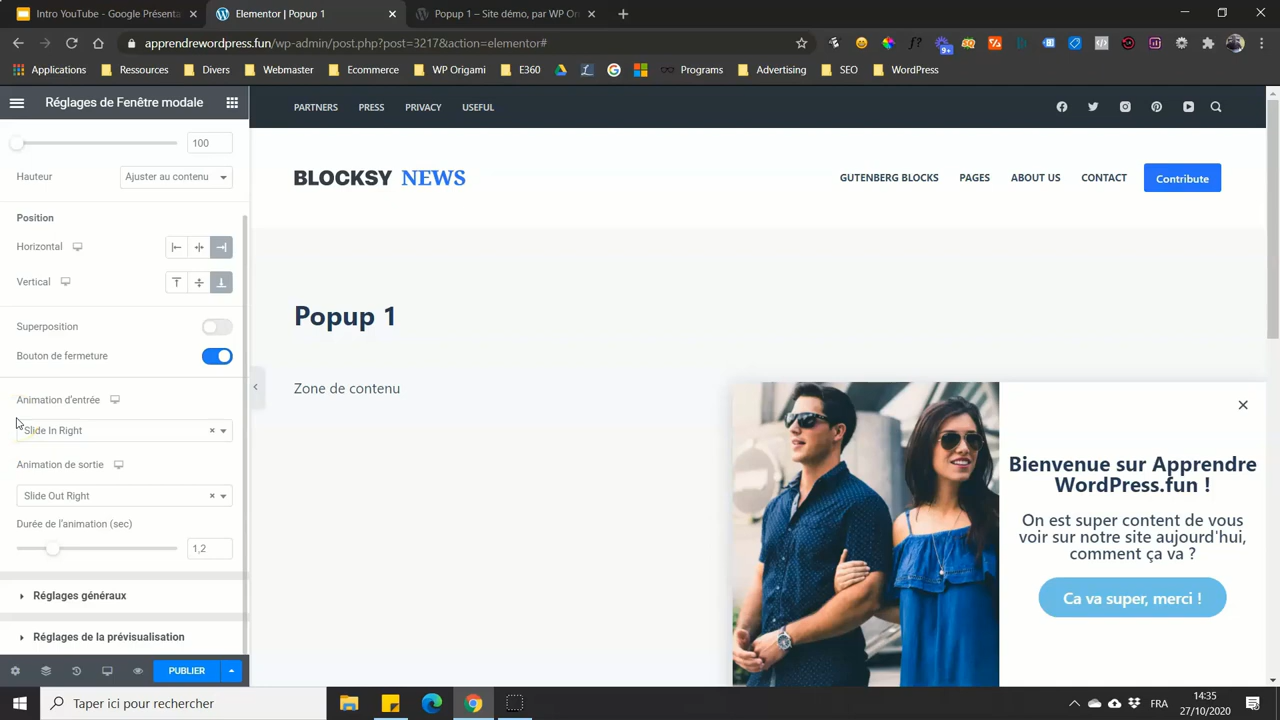 Intro YouTube - Google Présenta
Elementor | Popup 1
Popup 1 – Site démo, par WP On
apprendrewordpress.fun/wp-admin/post.php?post=3217&action=elementor#
9+
Applications
Ressources
Divers
Webmaster
Ecommerce
WP Origami
E360
Programs
Advertising
SEO
WordPress
Réglages de Fenêtre modale
PARTNERS PRESS PRIVACY USEFUL
100
Hauteur
Ajuster au contenu
BLOCKSY NEWS
GUTENBERG BLOCKS PAGES ABOUT US CONTACT Contribute
Position
Horizontal
Vertical
Superposition
Bouton de fermeture
Animation d'entrée
Slide In Right
Animation de sortie
Slide Out Right
Durée de l'animation (sec)
1,2
Réglages généraux
Réglages de la prévisualisation
PUBLIER
Popup 1
Zone de contenu
Bienvenue sur Apprendre
WordPress.fun !
On est super content de vous
voir sur notre site aujourd'hui,
comment ça va ?
Ca va super, merci !
Taper ici pour rechercher
FRA
14:35
27/10/2020